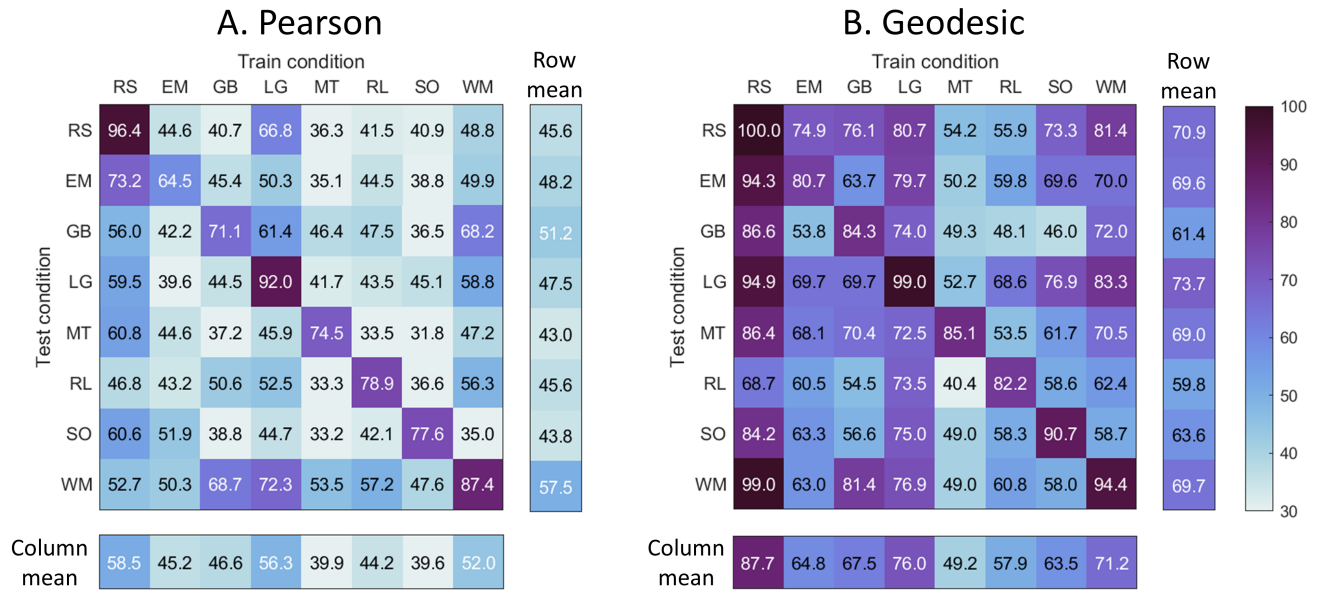 A. Pearson
Train condition
Row mean
RS EM GB LG MT RL SO WM
Test condition
RS 96.4 44.6 40.7 66.8 36.3 41.5 40.9 48.8 45.6
EM 73.2 64.5 45.4 50.3 35.1 44.5 38.8 49.9 48.2
GB 56.0 42.2 71.1 61.4 46.4 47.5 36.5 68.2 51.2
LG 59.5 39.6 44.5 92.0 41.7 43.5 45.1 58.8 47.5
MT 60.8 44.6 37.2 45.9 74.5 33.5 31.8 47.2 43.0
RL 46.8 43.2 50.6 52.5 33.3 78.9 36.6 56.3 45.6
SO 60.6 51.9 38.8 44.7 33.2 42.1 77.6 35.0 43.8
WM 52.7 50.3 68.7 72.3 53.5 57.2 47.6 87.4 57.5
Column mean
58.5 45.2 46.6 56.3 39.9 44.2 39.6 52.0
B. Geodesic
Train condition
Row mean
RS EM GB LG MT RL SO WM
Test condition
RS 100.0 74.9 76.1 80.7 54.2 55.9 73.3 81.4 70.9
EM 94.3 80.7 63.7 79.7 50.2 59.8 69.6 70.0 69.6
GB 86.6 53.8 84.3 74.0 49.3 48.1 46.0 72.0 61.4
LG 94.9 69.7 69.7 99.0 52.7 68.6 76.9 83.3 73.7
MT 86.4 68.1 70.4 72.5 85.1 53.5 61.7 70.5 69.0
RL 68.7 60.5 54.5 73.5 40.4 82.2 58.6 62.4 59.8
SO 84.2 63.3 56.6 75.0 49.0 58.3 90.7 58.7 63.6
WM 99.0 63.0 81.4 76.9 49.0 60.8 58.0 94.4 69.7
Column mean
87.7 64.8 67.5 76.0 49.2 57.9 63.5 71.2
100
90
80
70
60
50
40
30